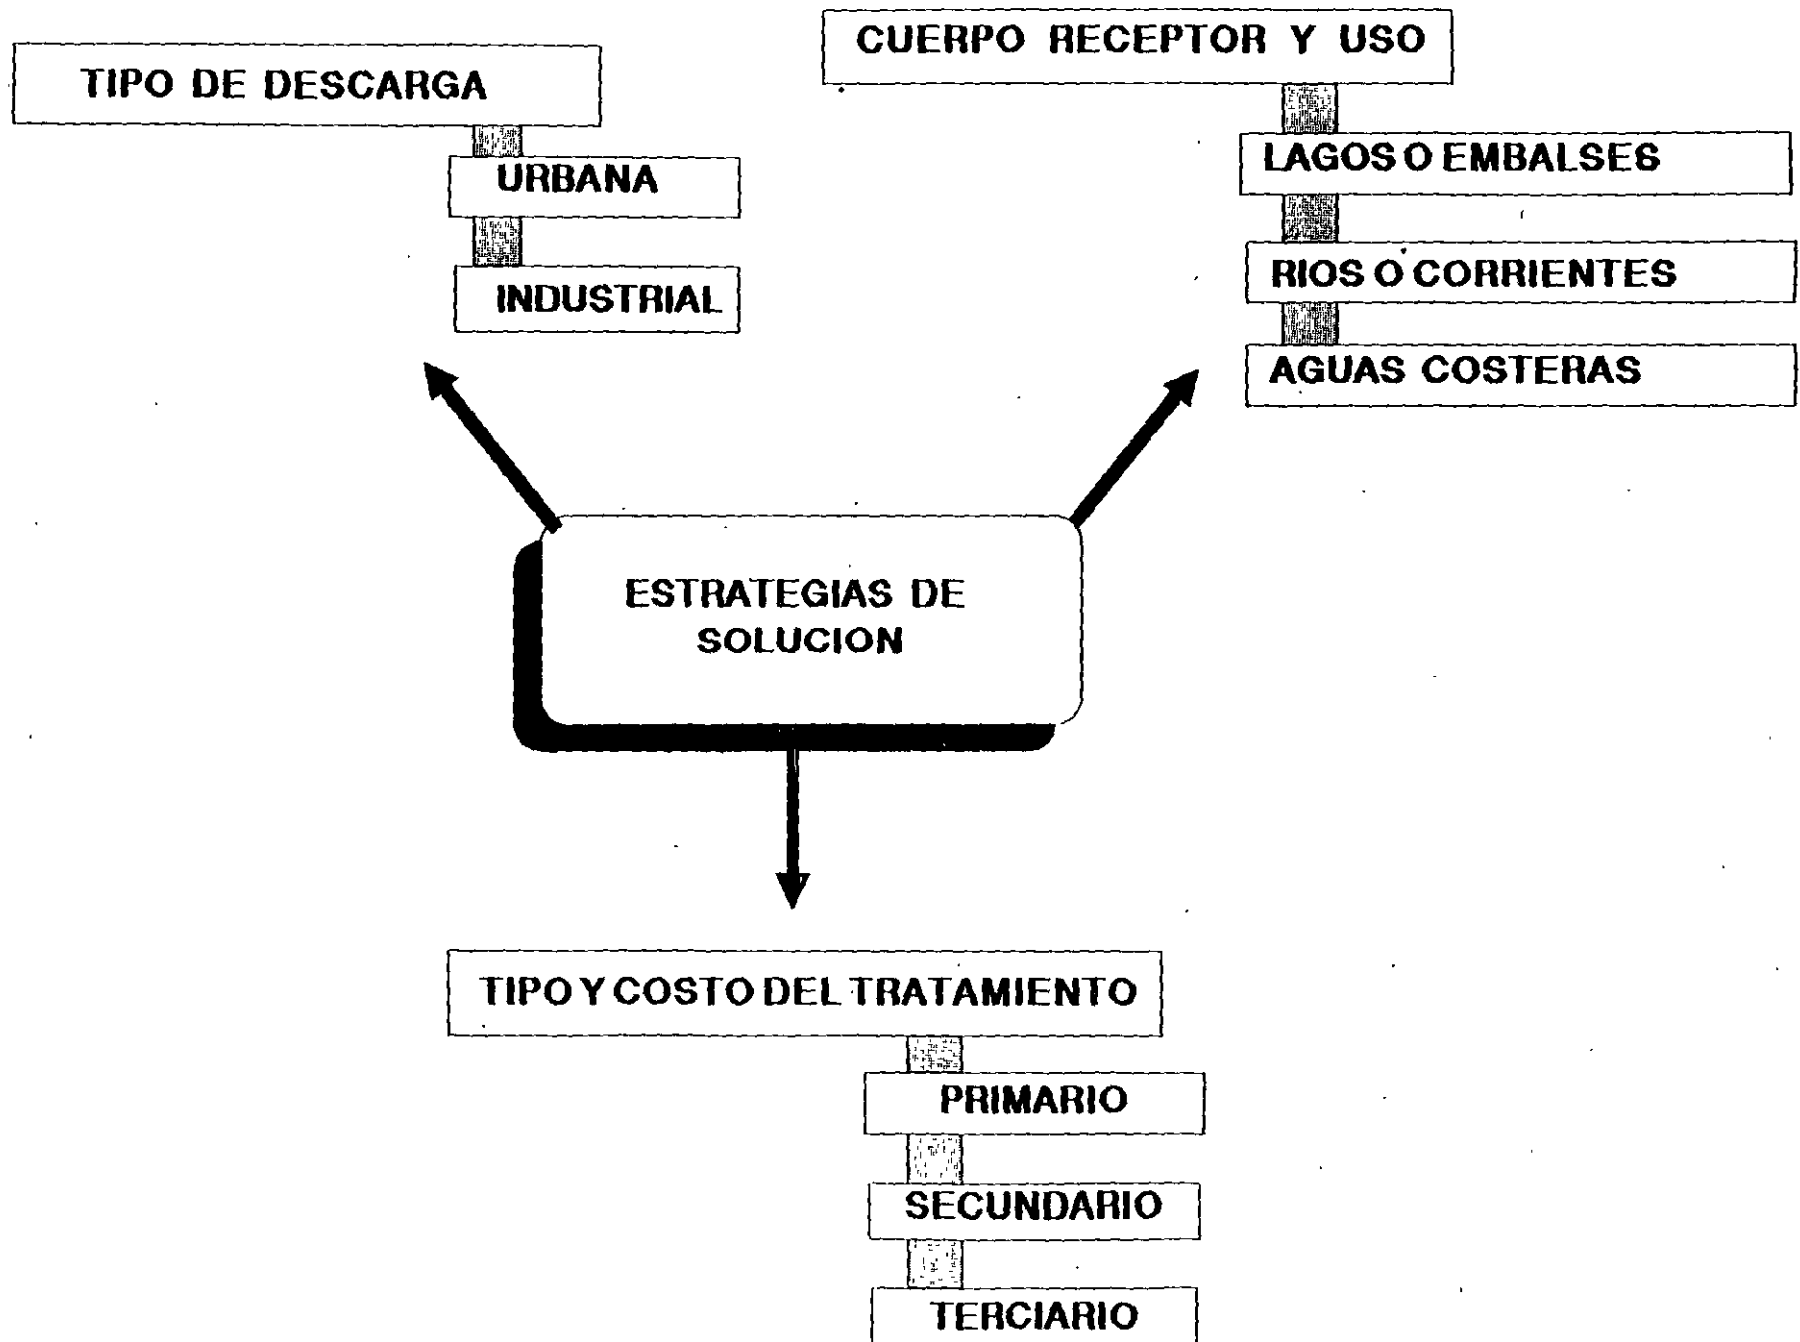 TIPO DE DESCARGA
URBANA
INDUSTRIAL
CUERPO RECEPTOR Y USO
LAGOS O EMBALSES
RIOS O CORRIENTES
AGUAS COSTERAS
ESTRATEGIAS DE
SOLUCION
TIPO Y COSTO DEL TRATAMIENTO
PRIMARIO
SECUNDARIO
TERCIARIO